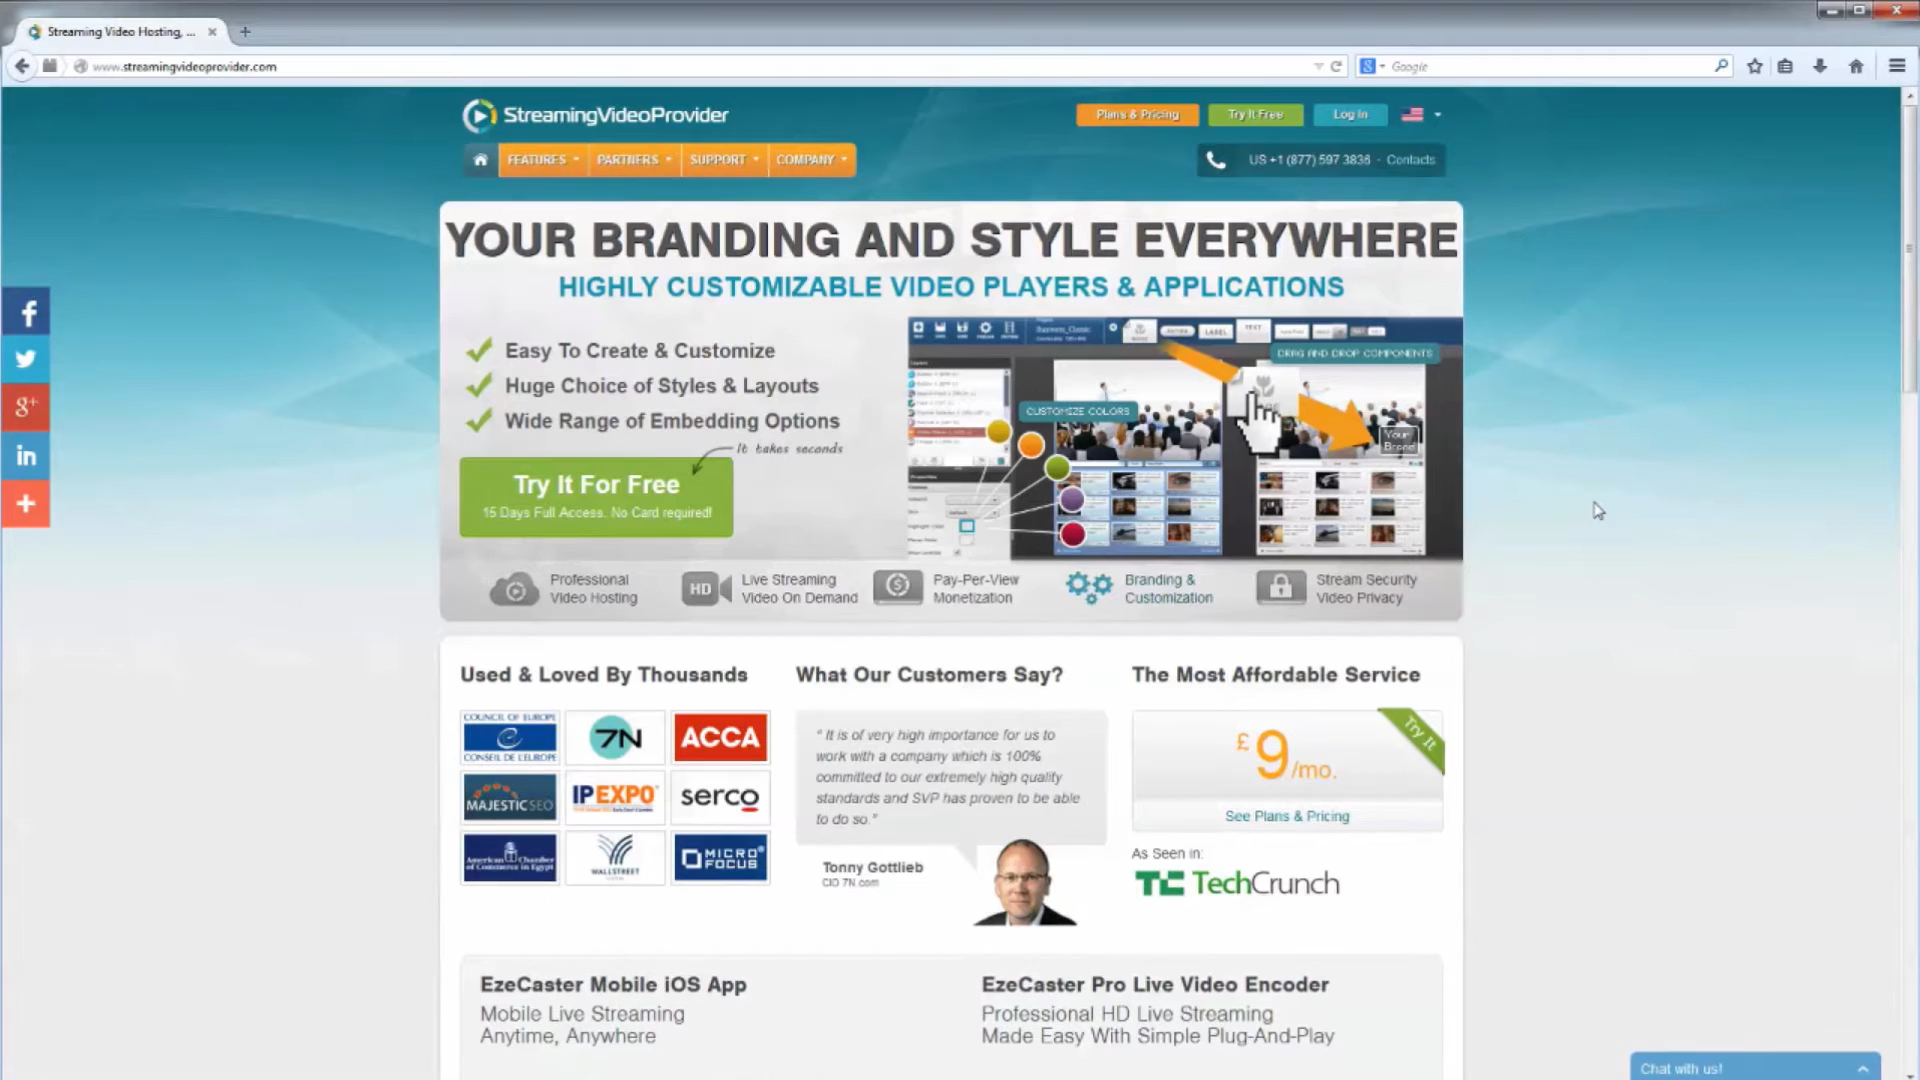 Streaming Video Hosting, ...
www.streamingvideoprovider.com
Google
StreamingVideoProvider
Plans & Pricing
Try It Free
Log In
FEATURES
PARTNERS
SUPPORT
COMPANY
US +1 (877) 597 3836 - Contacts
YOUR BRANDING AND STYLE EVERYWHERE
HIGHLY CUSTOMIZABLE VIDEO PLAYERS & APPLICATIONS
Easy To Create & Customize
Huge Choice of Styles & Layouts
Wide Range of Embedding Options
It takes seconds
Try It For Free
15 Days Full Access. No Card required!
LABEL
TEXT
DRAG AND DROP COMPONENTS
CUSTOMIZE COLORS
Your
Brand
Professional
Video Hosting
HD
Live Streaming
Video On Demand
Pay-Per-View
Monetization
Branding &
Customization
Stream Security
Video Privacy
Used & Loved By Thousands
COUNCIL OF EUROPE
CONSEIL DE L'EUROPE
7N
ACCA
MAJESTIC SEO
IP EXPO
serco
American Chamber
of Commerce in Egypt
WALLSTREET
MICRO
FOCUS
What Our Customers Say?
" It is of very high importance for us to
work with a company which is 100%
committed to our extremely high quality
standards and SVP has proven to be able
to do so."
Tonny Gottlieb
CIO 7N.com
The Most Affordable Service
£9/mo.
Try It
See Plans & Pricing
As Seen in:
TC TechCrunch
EzeCaster Mobile iOS App
Mobile Live Streaming
Anytime, Anywhere
EzeCaster Pro Live Video Encoder
Professional HD Live Streaming
Made Easy With Simple Plug-And-Play
Chat with us!